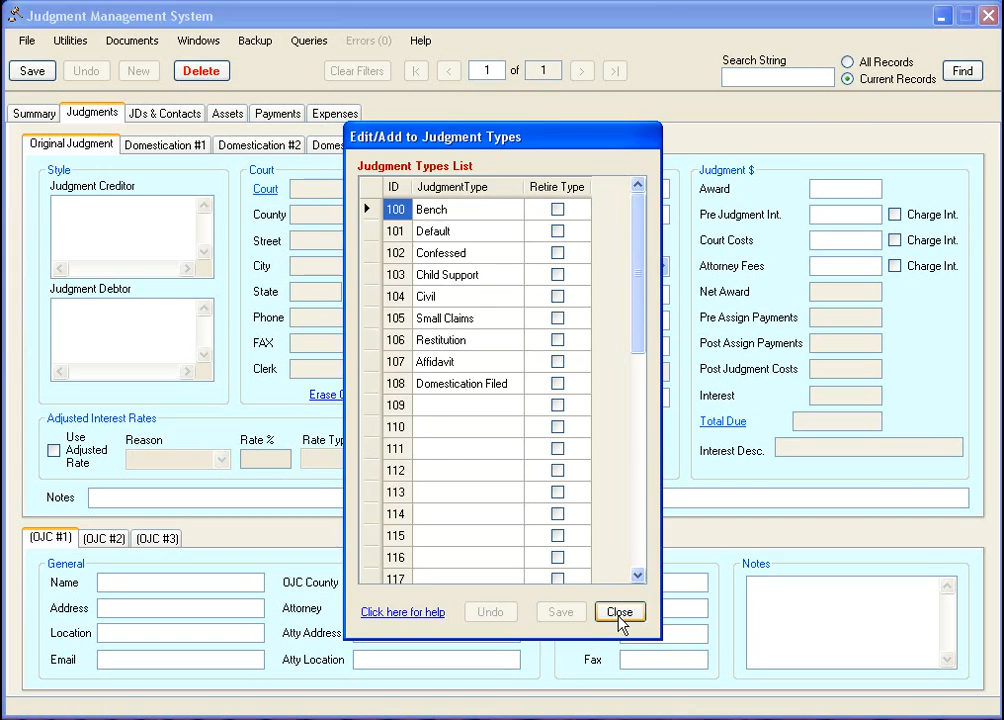 Judgment Management System
File Utilities Documents Windows Backup Queries Errors (0) Help
Save Undo New Delete Clear Filters |< < 1 of 1 > >| Search String All Records Current Records Find
Summary Judgments JDs & Contacts Assets Payments Expenses
Original Judgment Domestication #1 Domestication #2 Domes
Style
Judgment Creditor
Judgment Debtor
Court
Court
County
Street
City
State
Phone
FAX
Clerk
Erase C
Adjusted Interest Rates
Use Adjusted Rate
Reason
Rate %
Rate Typ
Notes
Edit/Add to Judgment Types
Judgment Types List
ID JudgmentType Retire Type
100 Bench
101 Default
102 Confessed
103 Child Support
104 Civil
105 Small Claims
106 Restitution
107 Affidavit
108 Domestication Filed
109
110
111
112
113
114
115
116
117
Click here for help Undo Save Close
Judgment $
Award
Pre Judgment Int. Charge Int.
Court Costs Charge Int.
Attorney Fees Charge Int.
Net Award
Pre Assign Payments
Post Assign Payments
Post Judgment Costs
Interest
Total Due
Interest Desc.
(OJC #1) (OJC #2) (OJC #3)
General
Name
Address
Location
Email
OJC County
Attorney
Atty Address
Atty Location
Fax
Notes